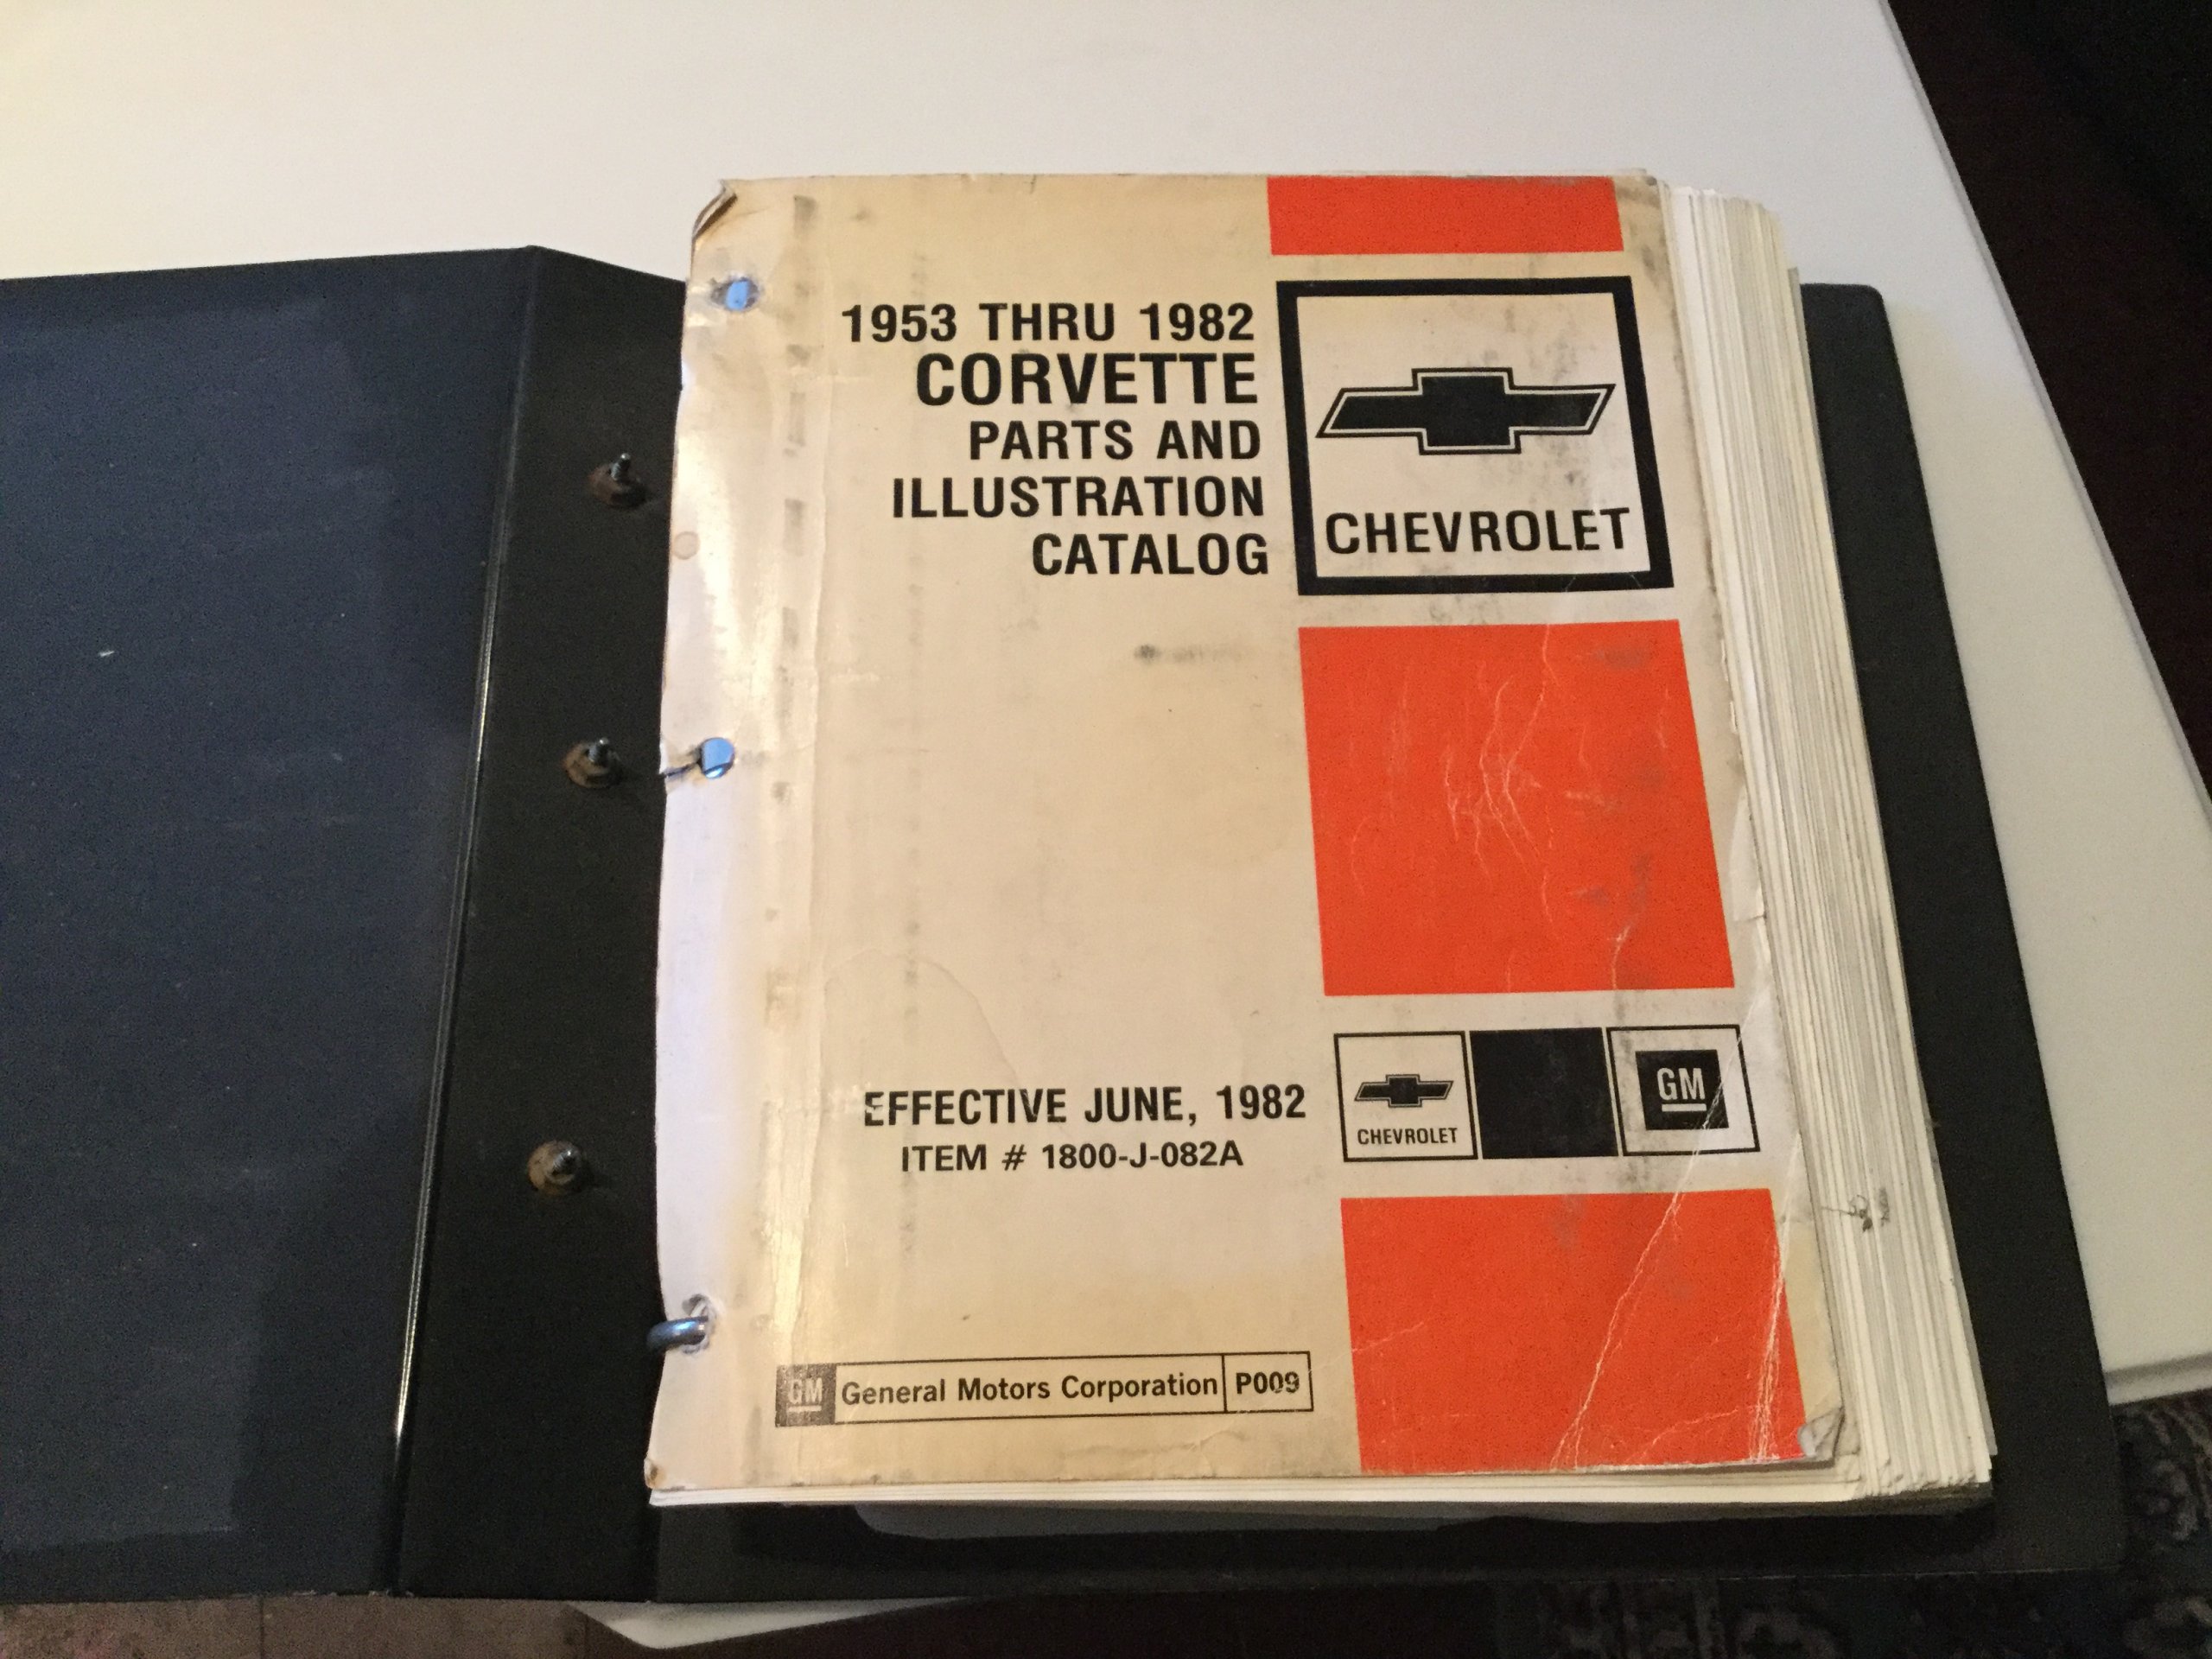 1953 THRU 1982
CORVETTE
PARTS AND
ILLUSTRATION
CATALOG
CHEVROLET
EFFECTIVE JUNE, 1982
ITEM # 1800-J-082A
CHEVROLET
GM
GM General Motors Corporation P009